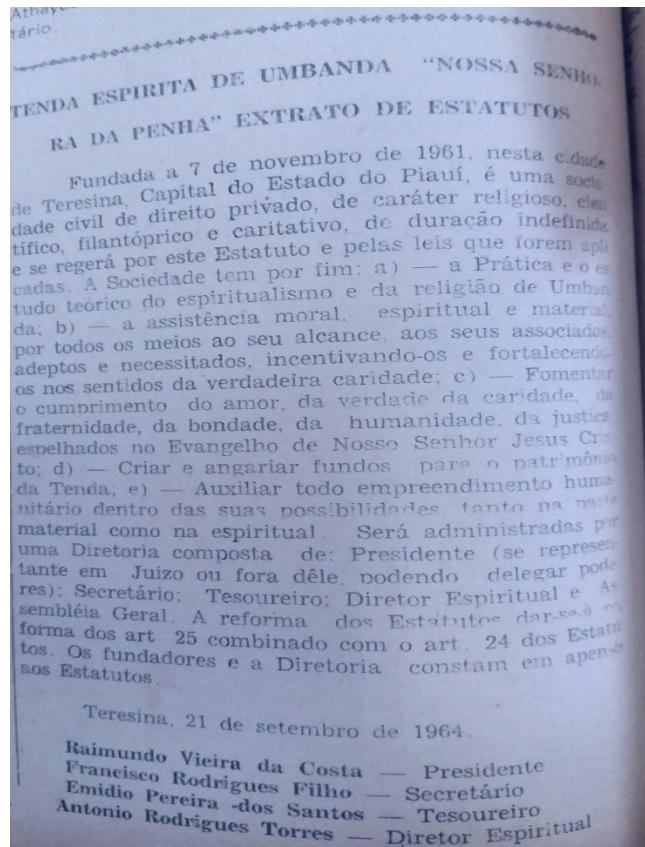 Athay
tário.
TENDA ESPIRITA DE UMBANDA "NOSSA SENHO
RA DA PENHA" EXTRATO DE ESTATUTOS
Fundada a 7 de novembro de 1961, nesta cidade
de Teresina, Capital do Estado do Piauí, é uma socie
dade civil de direito privado, de caráter religioso, cien
tífico, filantóprico e caritativo, de duração indefinida
e se regerá por este Estatuto e pelas leis que forem apli
cadas. A Sociedade tem por fim: a) — a Prática e o es
tudo teórico do espiritualismo e da religião de Umban
da; b) — a assistência moral, espiritual e material,
por todos os meios ao seu alcance, aos seus associados,
adeptos e necessitados, incentivando-os e fortalecendo-
os nos sentidos da verdadeira caridade; c) — Fomentar
o cumprimento do amor, da verdade da caridade, da
fraternidade, da bondade, da humanidade, da justiça,
espelhados no Evangelho de Nosso Senhor Jesus Cris
to; d) — Criar e angariar fundos para o patrimônio
da Tenda; e) — Auxiliar todo empreendimento huma
nitário dentro das suas possibilidades, tanto na parte
material como na espiritual. Será administradas por
uma Diretoria composta de: Presidente (se represen-
tante em Juizo ou fora dêle, podendo delegar pode
res); Secretário; Tesoureiro; Diretor Espiritual e As
sembléia Geral. A reforma dos Estatutos dar-se-á na
forma dos art. 25 combinado com o art. 24 dos Estatu
tos. Os fundadores e a Diretoria constam em apenso
aos Estatutos.
Teresina, 21 de setembro de 1964.
Raimundo Vieira da Costa — Presidente
Francisco Rodrigues Filho — Secretário
Emidio Pereira -dos Santos — Tesoureiro
Antonio Rodrigues Torres — Diretor Espiritual